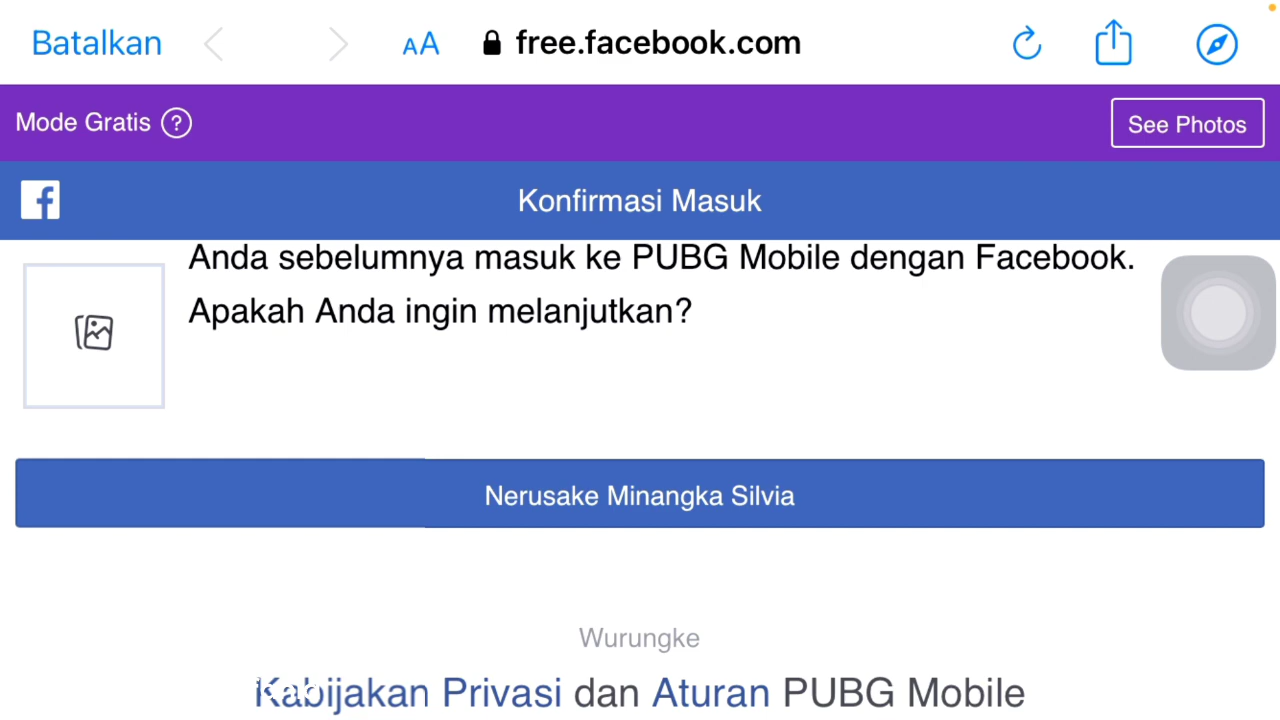 Batalkan
AA
free.facebook.com
Mode Gratis ?
See Photos
Konfirmasi Masuk
Anda sebelumnya masuk ke PUBG Mobile dengan Facebook.
Apakah Anda ingin melanjutkan?
Nerusake Minangka Silvia
Wurungke
Kabijakan Privasi dan Aturan PUBG Mobile